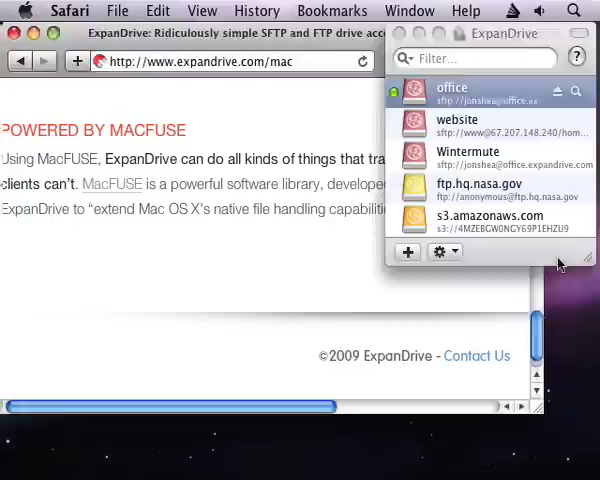 Safari File Edit View History Bookmarks Window Help
ExpanDrive: Ridiculously simple SFTP and FTP drive acce
http://www.expandrive.com/mac
POWERED BY MACFUSE
Using MacFUSE, ExpanDrive can do all kinds of things that tra
clients can't. MacFUSE is a powerful software library, develope
ExpanDrive to “extend Mac OS X's native file handling capabilit
©2009 ExpanDrive - Contact Us
ExpanDrive
Filter...
?
office
sftp://jonshea@office.ex
website
sftp://www@67.207.148.240/hom...
Wintermute
sftp://jonshea@office.expandrive.com
ftp.hq.nasa.gov
ftp://anonymous@ftp.hq.nasa.gov
s3.amazonaws.com
s3://4MZEBGW0NGY69P1EHZU9